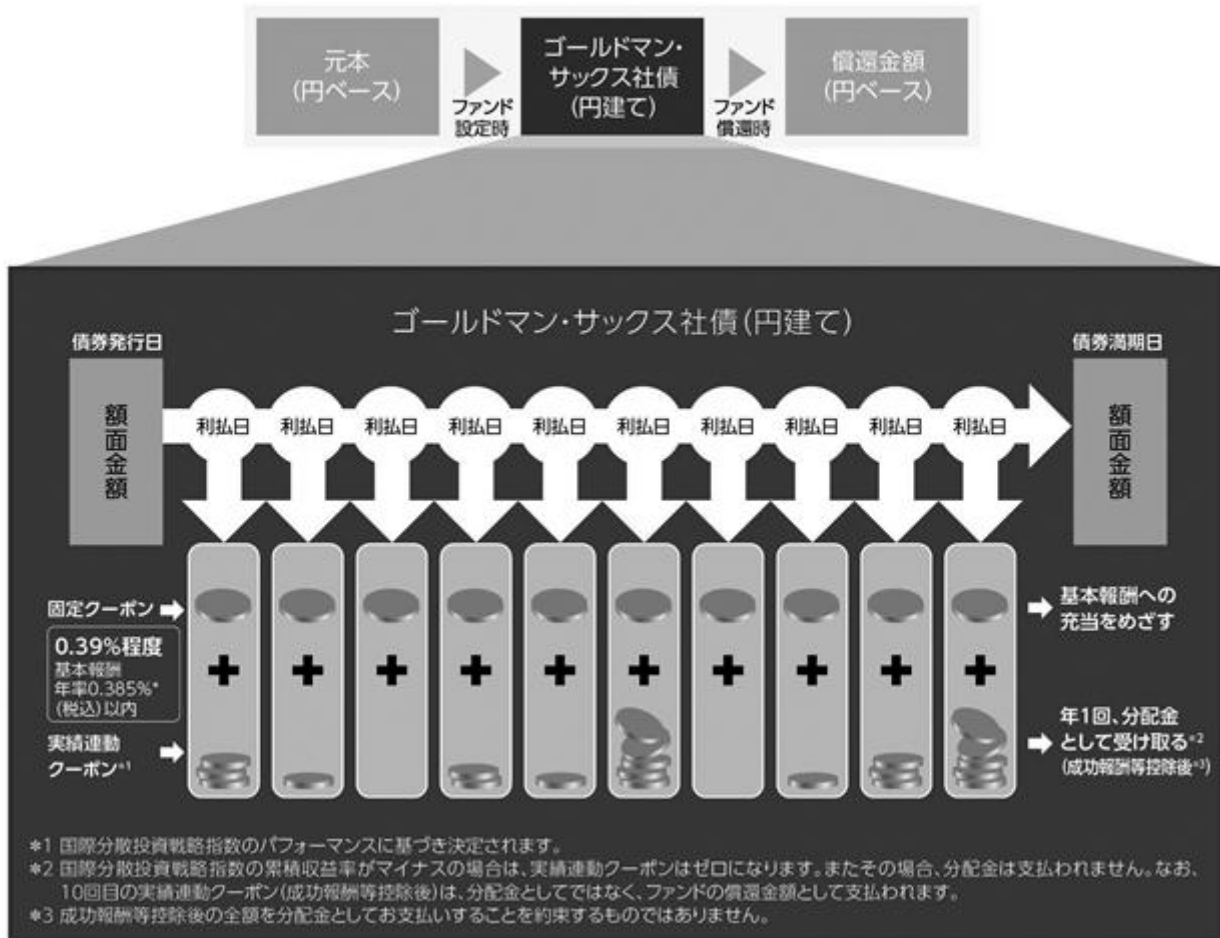 元本
(円ベース)
ファンド
設定時
ゴールドマン・
サックス社債
(円建て)
ファンド
償還時
償還金額
(円ベース)
ゴールドマン・サックス社債(円建て)
債券発行日
額面金額
利払日 利払日 利払日 利払日 利払日 利払日 利払日 利払日 利払日 利払日
債券満期日
額面金額
固定クーポン
0.39%程度
基本報酬
年率0.385%*
(税込)以内
実績連動
クーポン*1
基本報酬への
充当をめざす
年1回、分配金
として受け取る*2
(成功報酬等控除後*3)
*1 国際分散投資戦略指数のパフォーマンスに基づき決定されます。
*2 国際分散投資戦略指数の累積収益率がマイナスの場合は、実績連動クーポンはゼロになります。またその場合、分配金は支払われません。なお、
10回目の実績連動クーポン(成功報酬等控除後)は、分配金としてではなく、ファンドの償還金額として支払われます。
*3 成功報酬等控除後の全額を分配金としてお支払いすることを約束するものではありません。